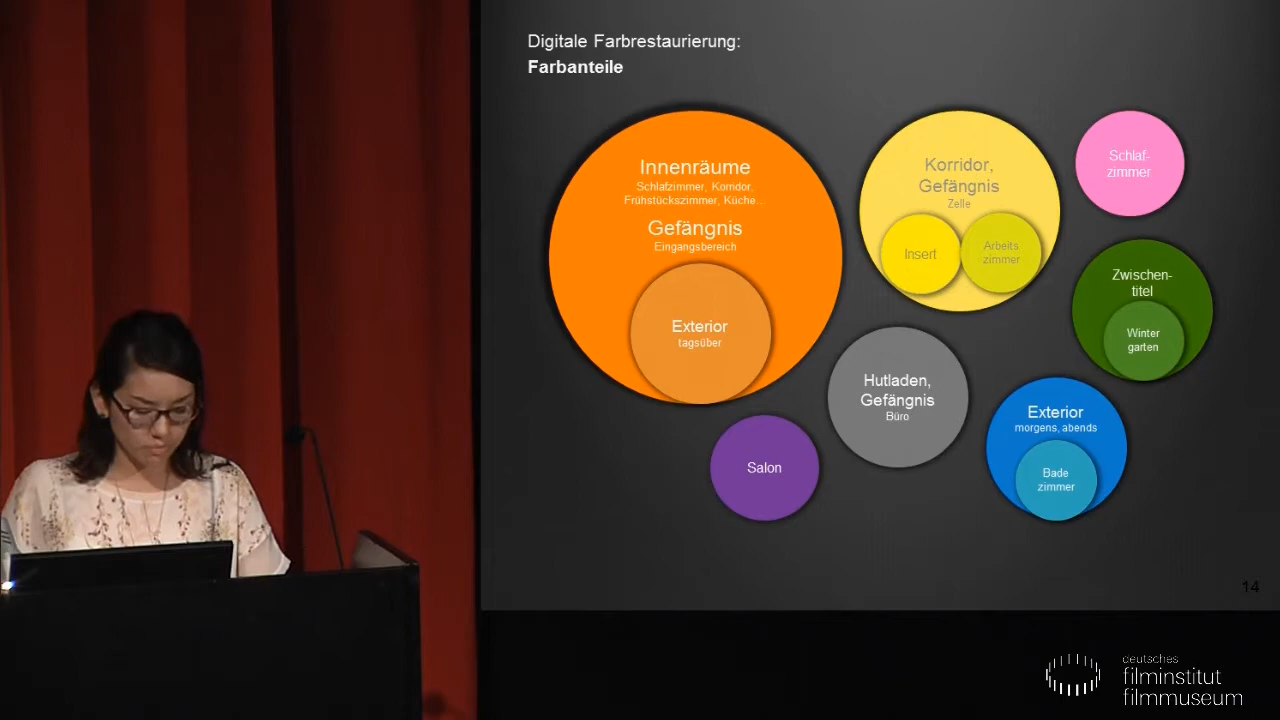 Digitale Farbrestaurierung:
Farbanteile
Innenräume
Schlafzimmer, Korridor,
Frühstückszimmer, Küche...
Gefängnis
Eingangsbereich
Exterior
tagsüber
Korridor,
Gefängnis
Zelle
Insert
Arbeits
zimmer
Schlaf-
zimmer
Zwischen-
titel
Winter
garten
Hutladen,
Gefängnis
Büro
Exterior
morgens, abends
Bade
zimmer
Salon
14
deutsches
filminstitut
filmmuseum